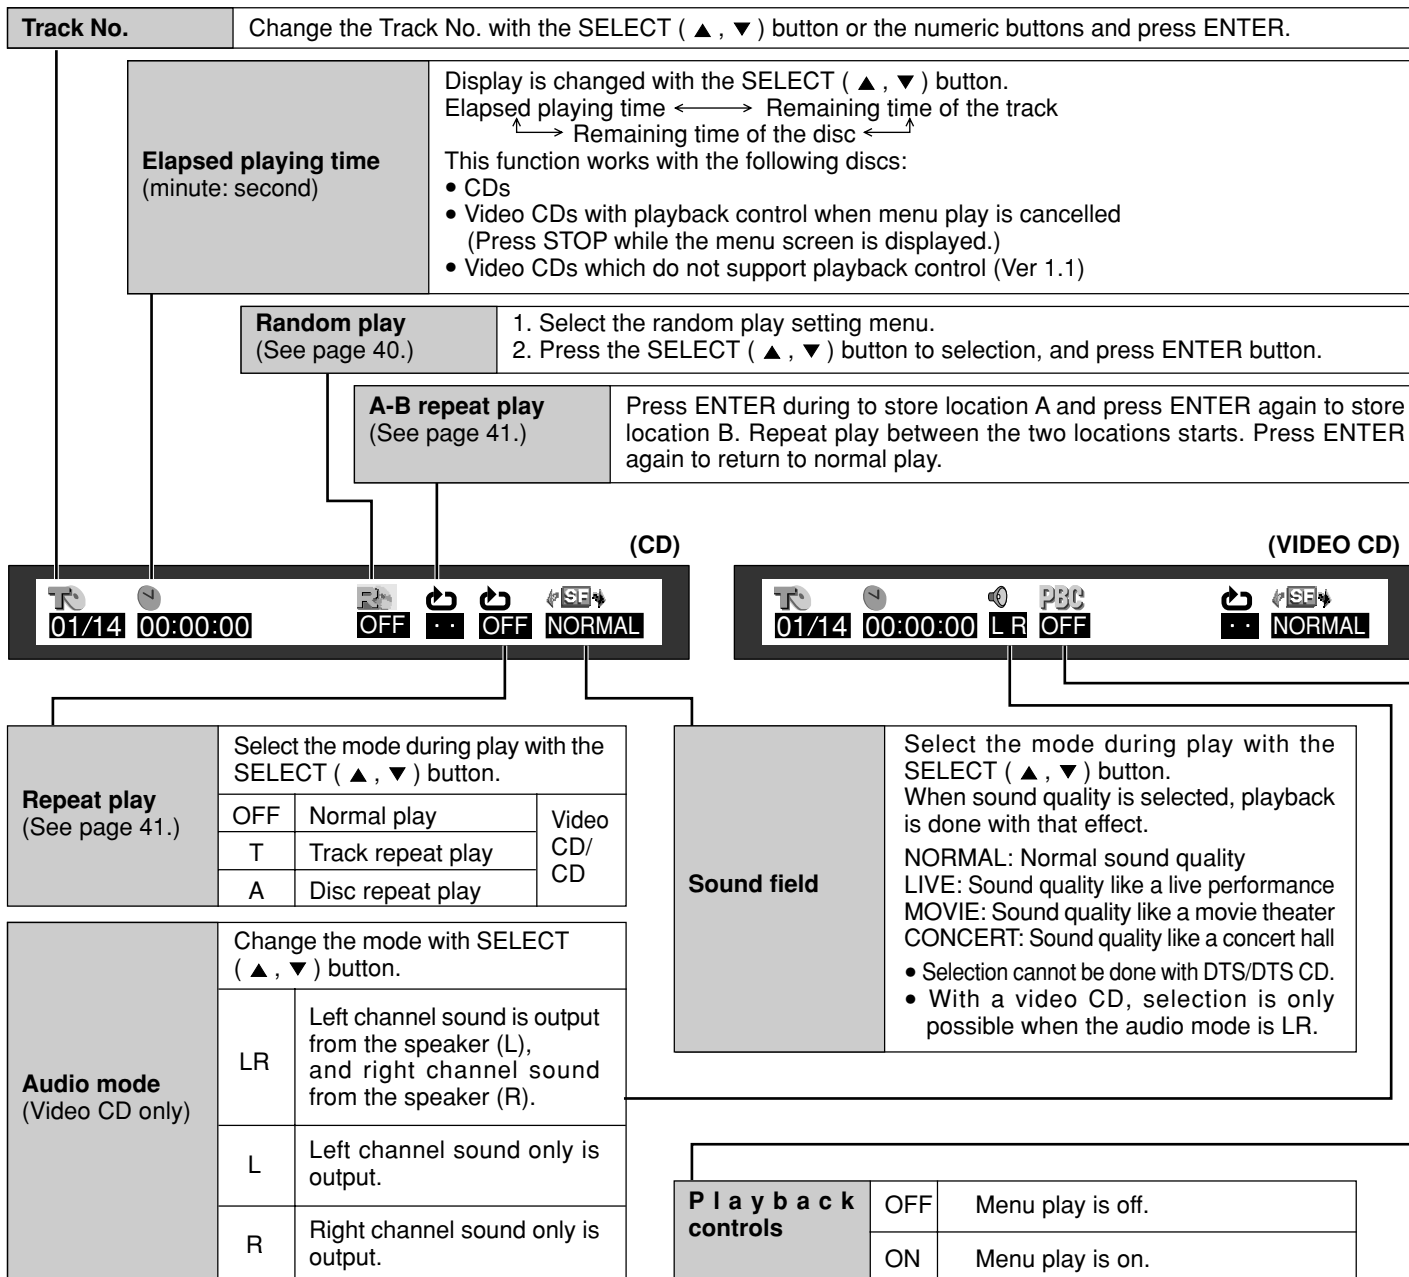 Track No.
Change the Track No. with the SELECT ( ▲ , ▼ ) button or the numeric buttons and press ENTER.
Elapsed playing time
(minute: second)
Display is changed with the SELECT ( ▲ , ▼ ) button.
Elapsed playing time ⟷ Remaining time of the track
Remaining time of the disc
This function works with the following discs:
• CDs
• Video CDs with playback control when menu play is cancelled
(Press STOP while the menu screen is displayed.)
• Video CDs which do not support playback control (Ver 1.1)
Random play
(See page 40.)
1. Select the random play setting menu.
2. Press the SELECT ( ▲ , ▼ ) button to selection, and press ENTER button.
A-B repeat play
(See page 41.)
Press ENTER during to store location A and press ENTER again to store
location B. Repeat play between the two locations starts. Press ENTER
again to return to normal play.
(CD)
T R SF
01/14 00:00:00 OFF · · OFF NORMAL
(VIDEO CD)
T PBC SF
01/14 00:00:00 L R OFF · · NORMAL
Repeat play
(See page 41.)
Select the mode during play with the
SELECT ( ▲ , ▼ ) button.
OFF Normal play
T Track repeat play
A Disc repeat play
Video
CD/
CD
Audio mode
(Video CD only)
Change the mode with SELECT
( ▲ , ▼ ) button.
LR
Left channel sound is output
from the speaker (L),
and right channel sound
from the speaker (R).
L
Left channel sound only is
output.
R
Right channel sound only is
output.
Sound field
Select the mode during play with the
SELECT ( ▲ , ▼ ) button.
When sound quality is selected, playback
is done with that effect.
NORMAL: Normal sound quality
LIVE: Sound quality like a live performance
MOVIE: Sound quality like a movie theater
CONCERT: Sound quality like a concert hall
• Selection cannot be done with DTS/DTS CD.
• With a video CD, selection is only
possible when the audio mode is LR.
Playback
controls
OFF Menu play is off.
ON Menu play is on.